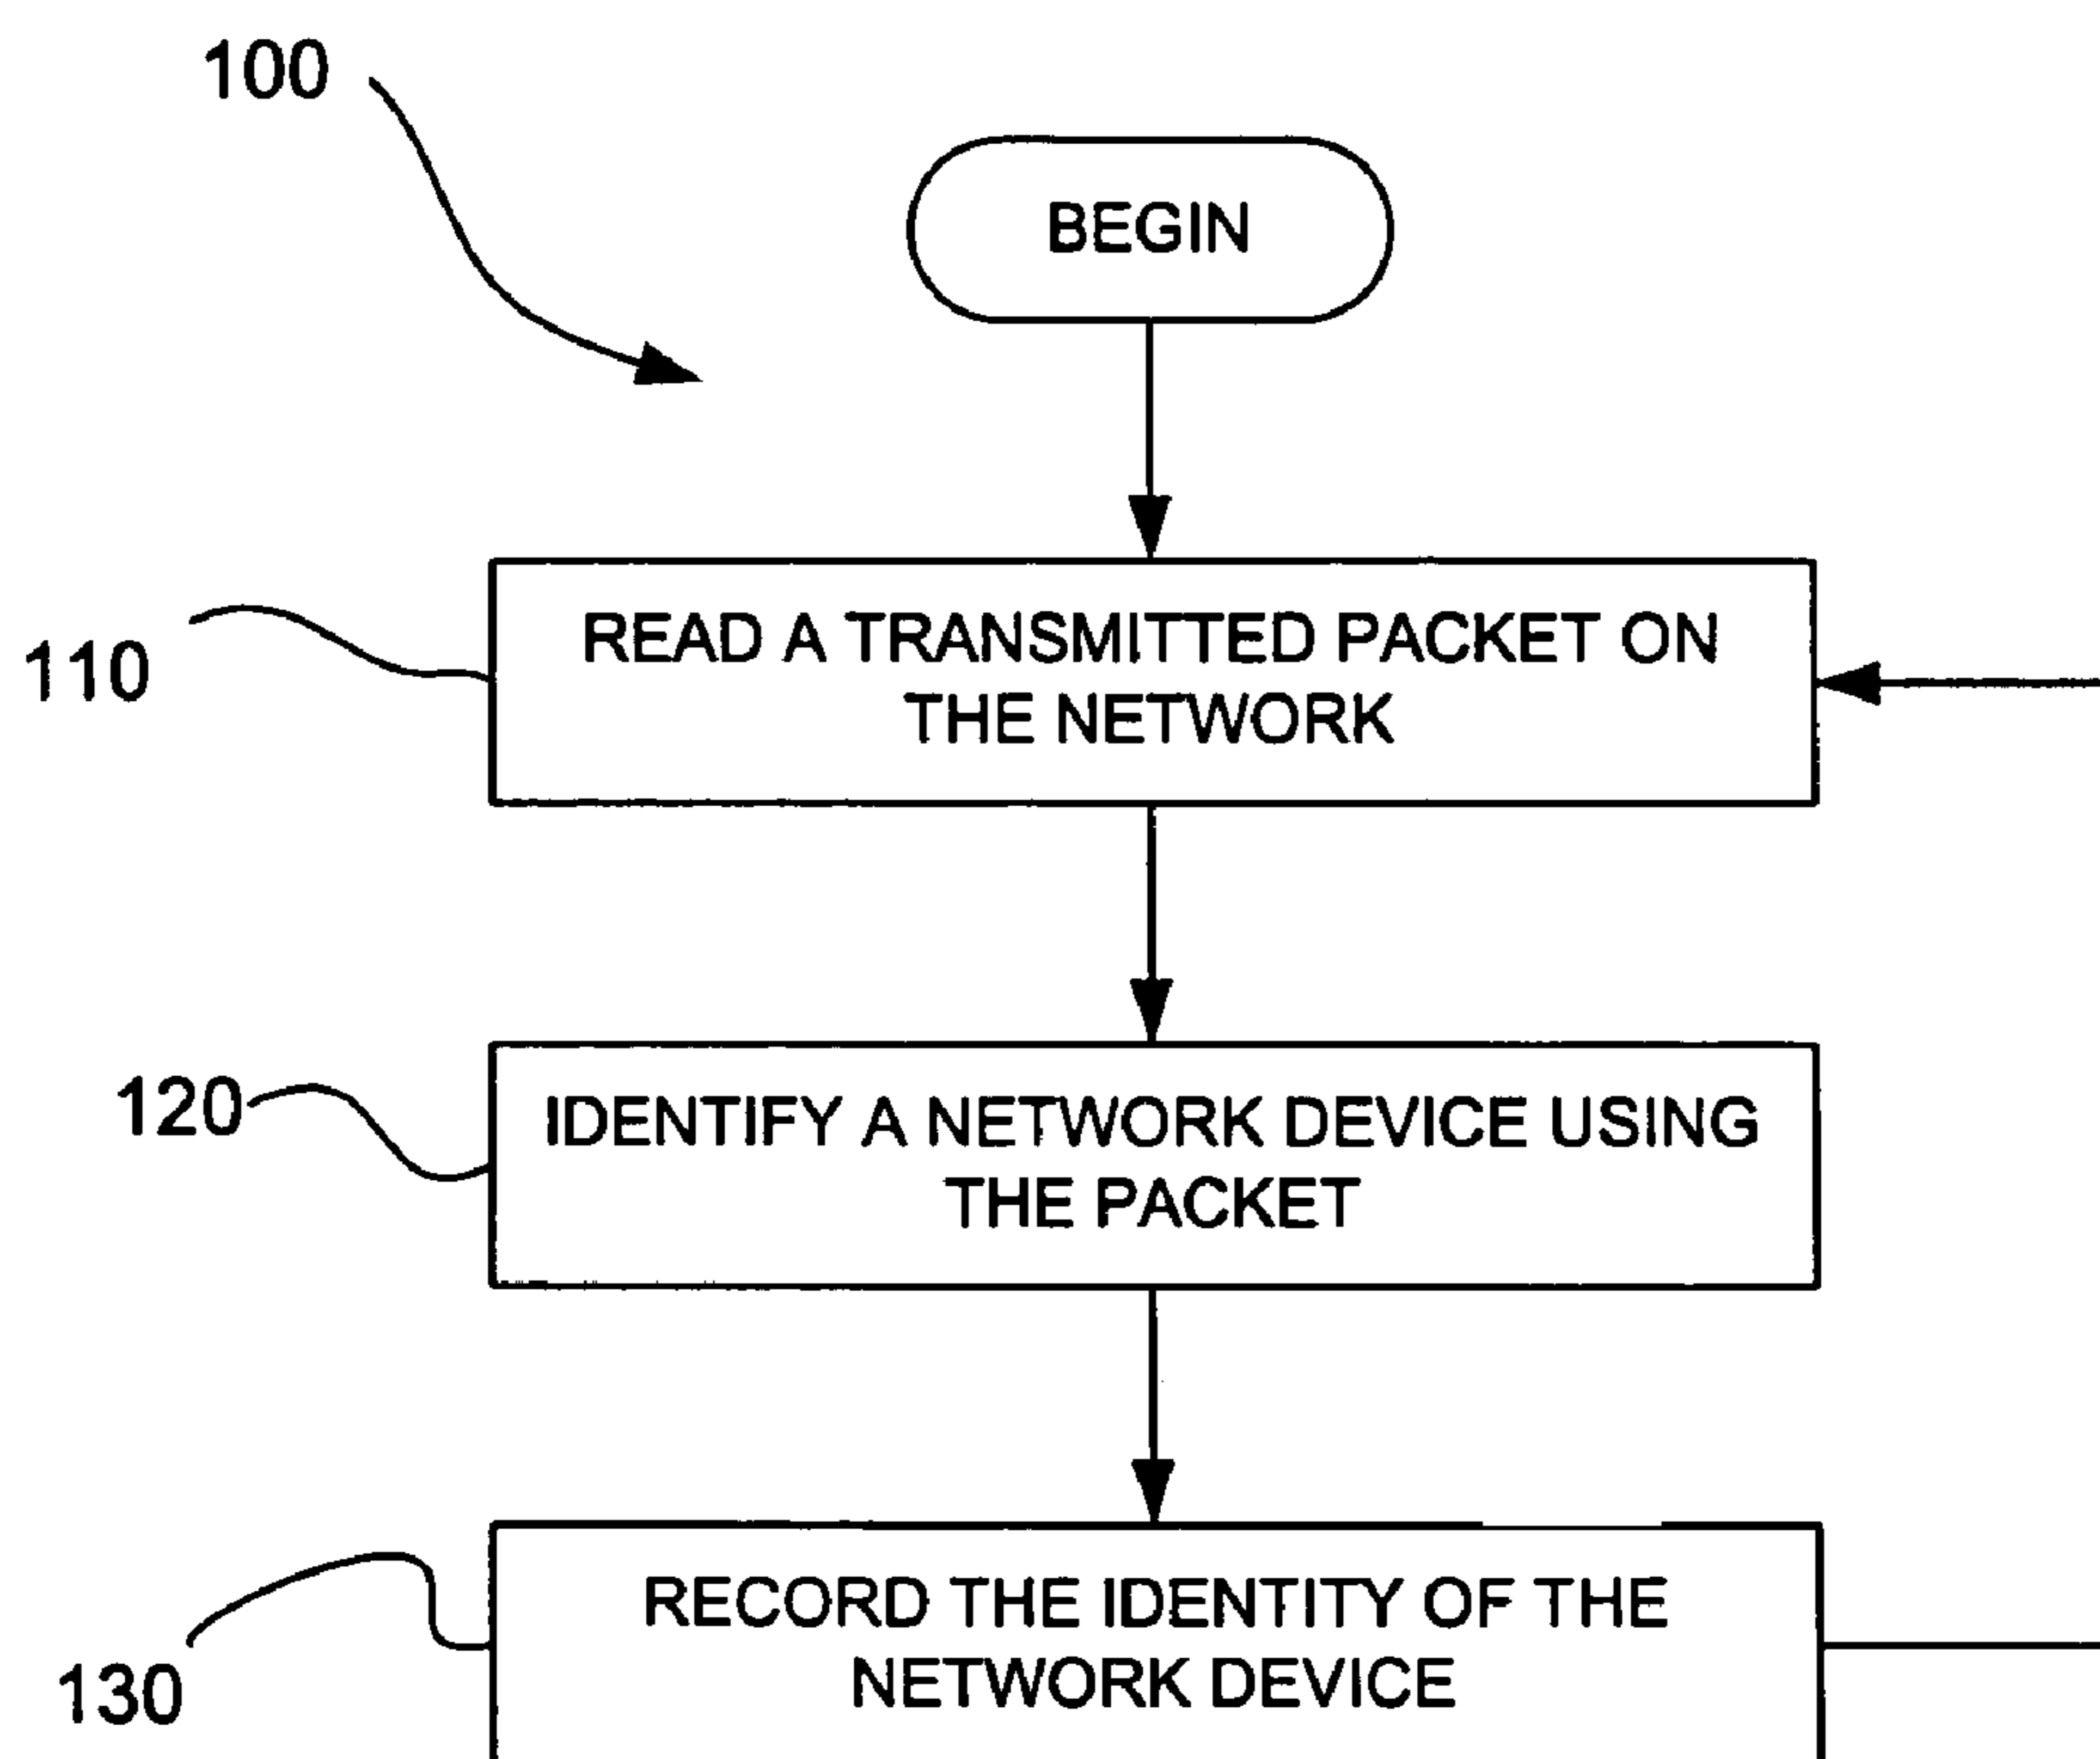 100
BEGIN
110
READ A TRANSMITTED PACKET ON
THE NETWORK
120
IDENTIFY A NETWORK DEVICE USING
THE PACKET
130
RECORD THE IDENTITY OF THE
NETWORK DEVICE